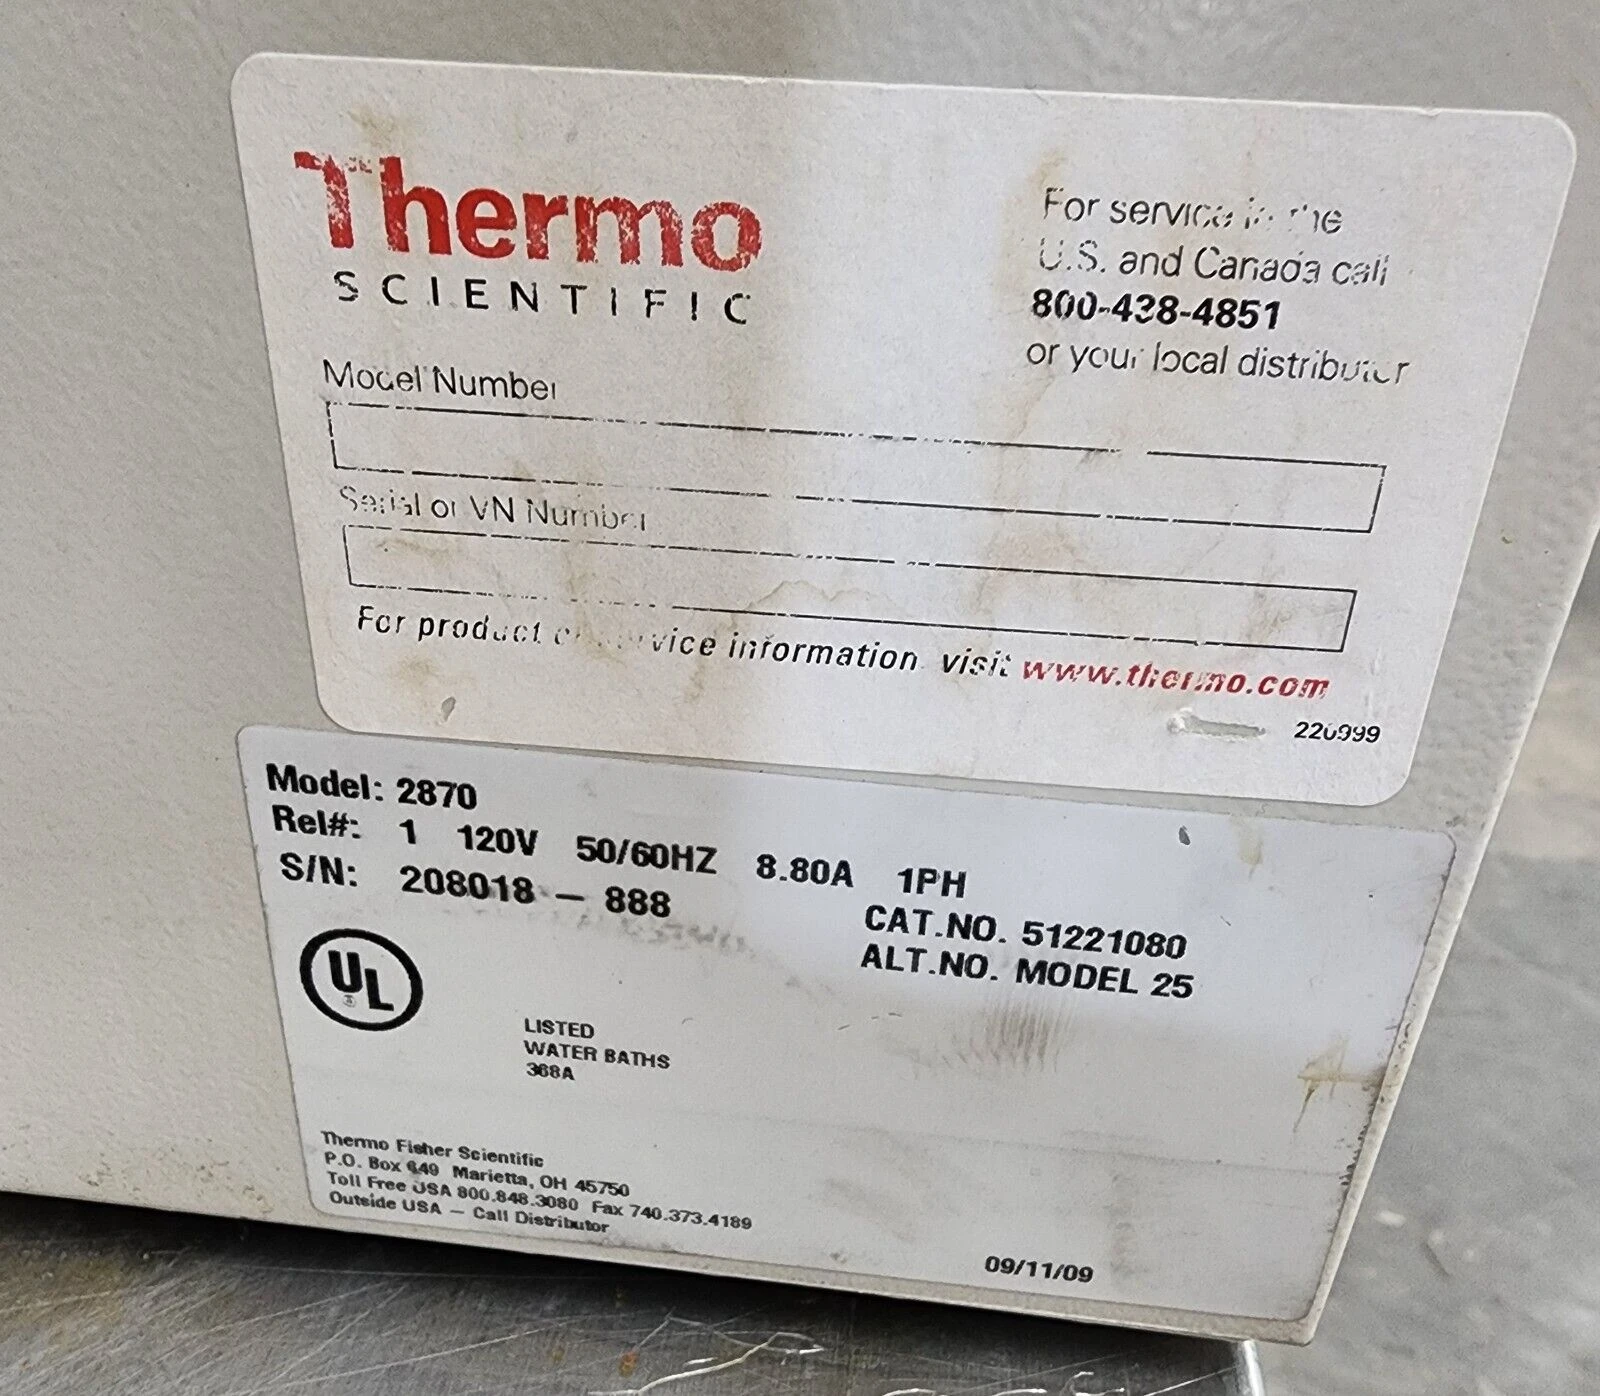 Thermo
SCIENTIFIC
For service in the
U.S. and Canada call
800-438-4851
or your local distributor
Model Number
Serial or VN Number
For product or service information visit www.thermo.com
220999
Model: 2870
Rel#: 1 120V 50/60HZ 8.80A 1PH
S/N: 208018 — 888
CAT.NO. 51221080
ALT.NO. MODEL 25
UL
LISTED
WATER BATHS
368A
Thermo Fisher Scientific
P.O. Box 649 Marietta, OH 45750
Toll Free USA 800.848.3080 Fax 740.373.4189
Outside USA — Call Distributor
09/11/09